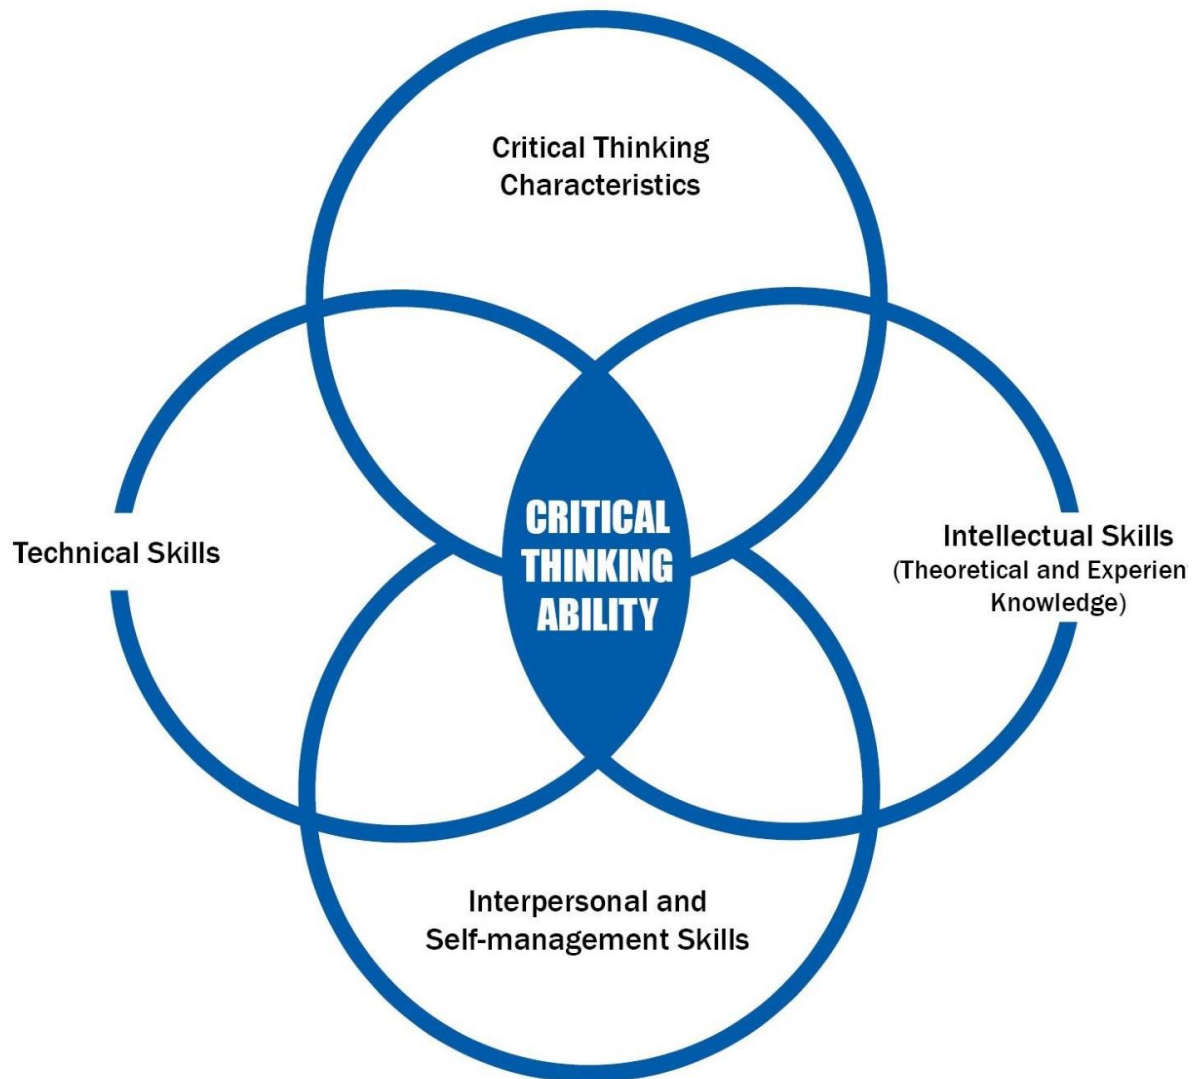 Critical Thinking
Characteristics
Technical Skills
CRITICAL
THINKING
ABILITY
Intellectual Skills
(Theoretical and Experien
Knowledge)
Interpersonal and
Self-management Skills